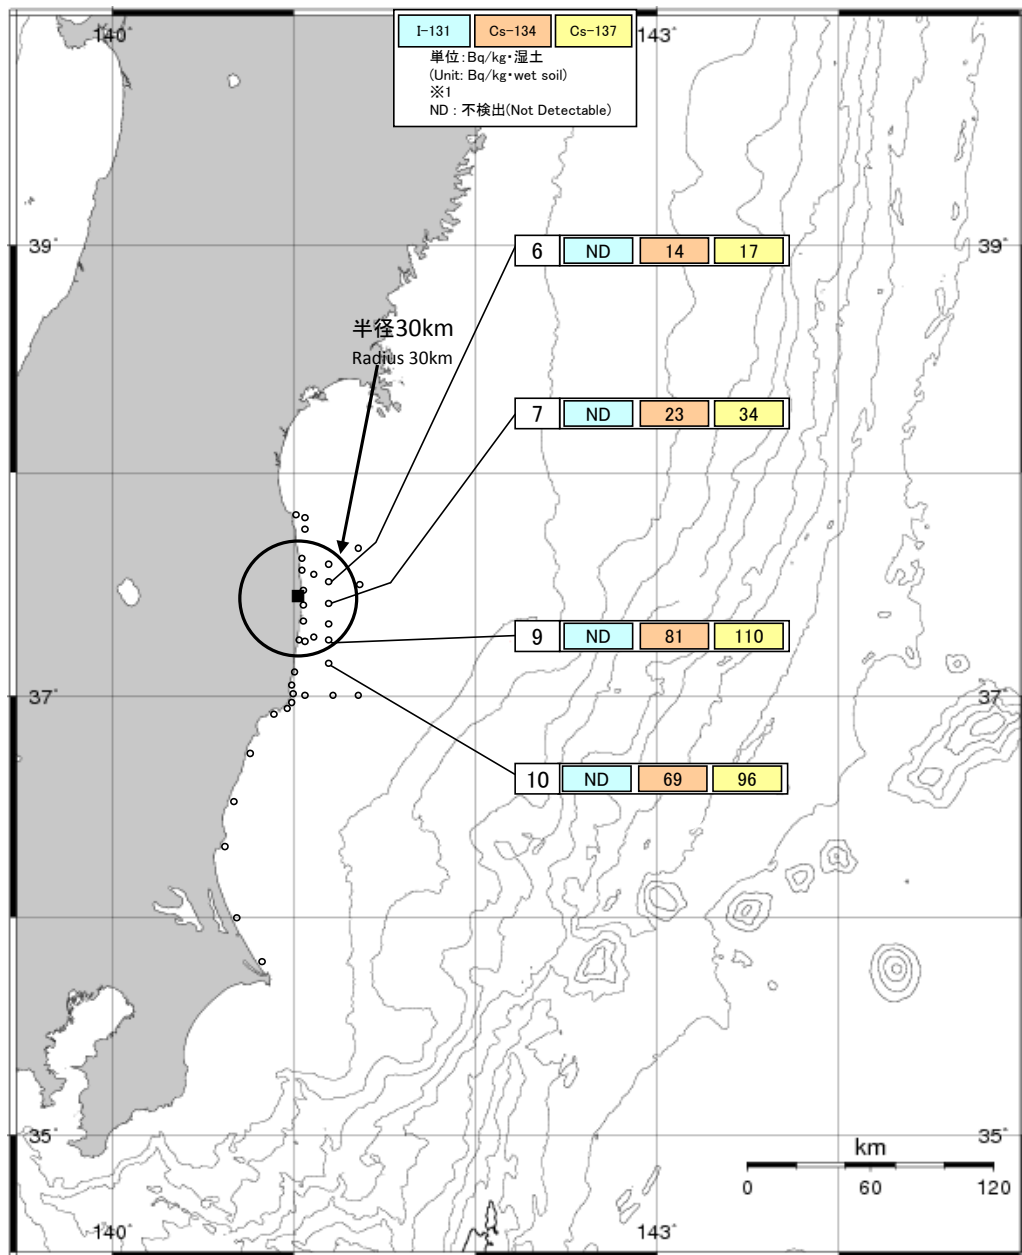 140°
143°
I-131 Cs-134 Cs-137
単位:Bq/kg・湿土
(Unit: Bq/kg・wet soil)
※1
ND : 不検出(Not Detectable)
39°
39°
6 ND 14 17
半径30km
Radius 30km
7 ND 23 34
9 ND 81 110
37°
37°
10 ND 69 96
35°
35°
km
0 60 120
140°
143°